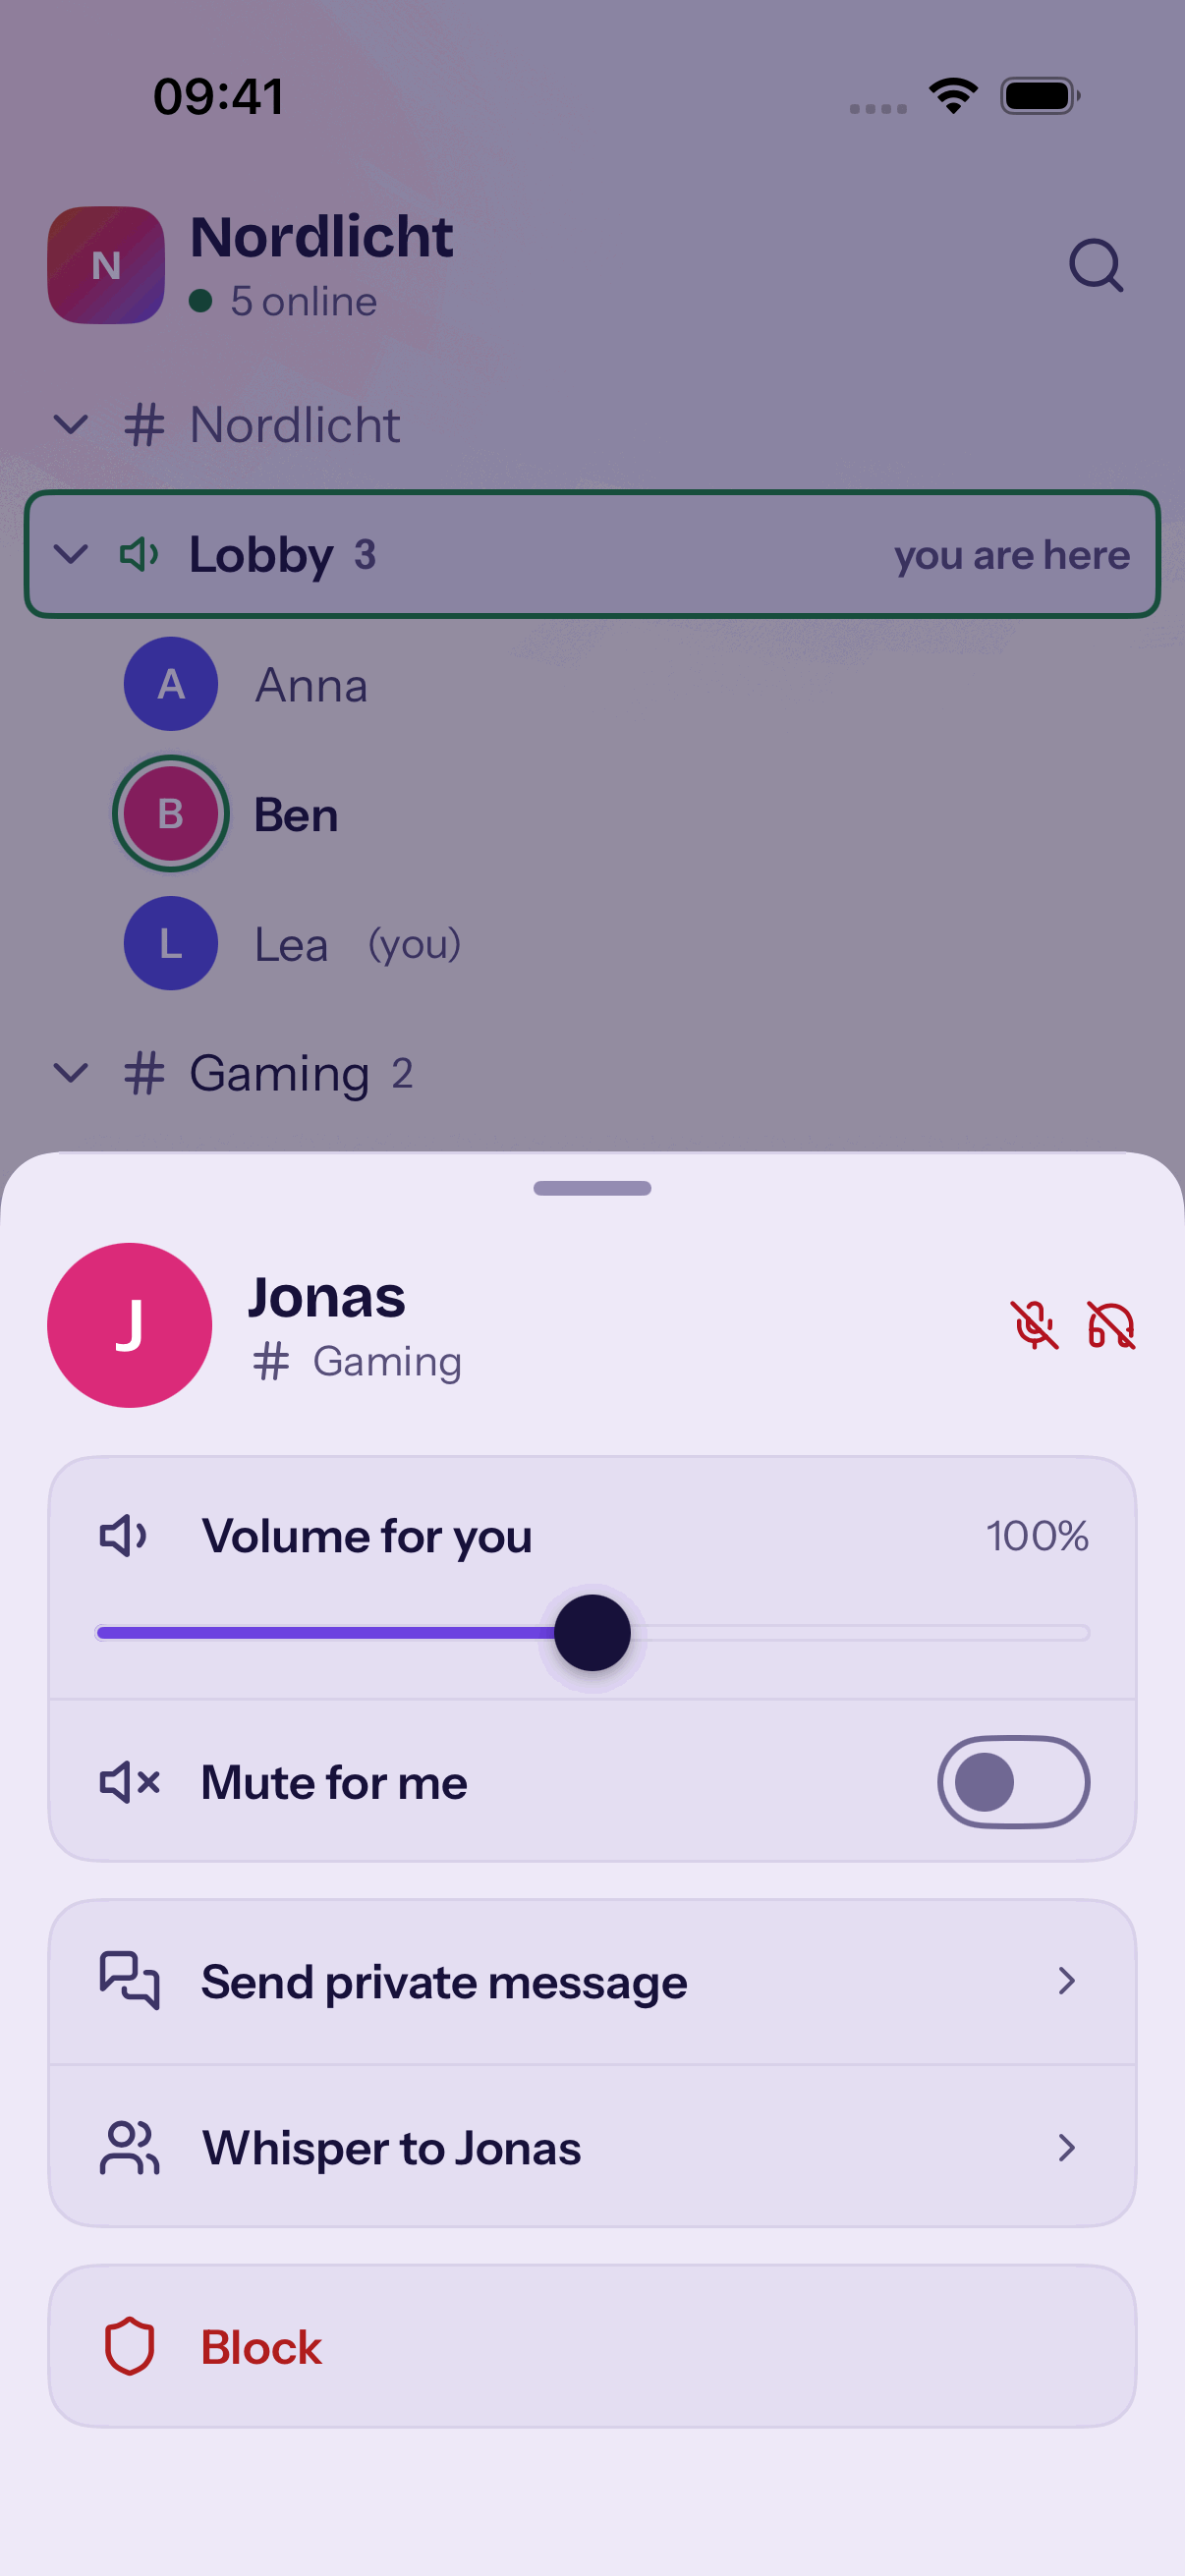 09:41
N
Nordlicht
5 online
Nordlicht
Lobby 3
you are here
A
Anna
B
Ben
L
Lea (you)
Gaming 2
J
Jonas
Gaming
Volume for you
100%
Mute for me
Send private message
Whisper to Jonas
Block